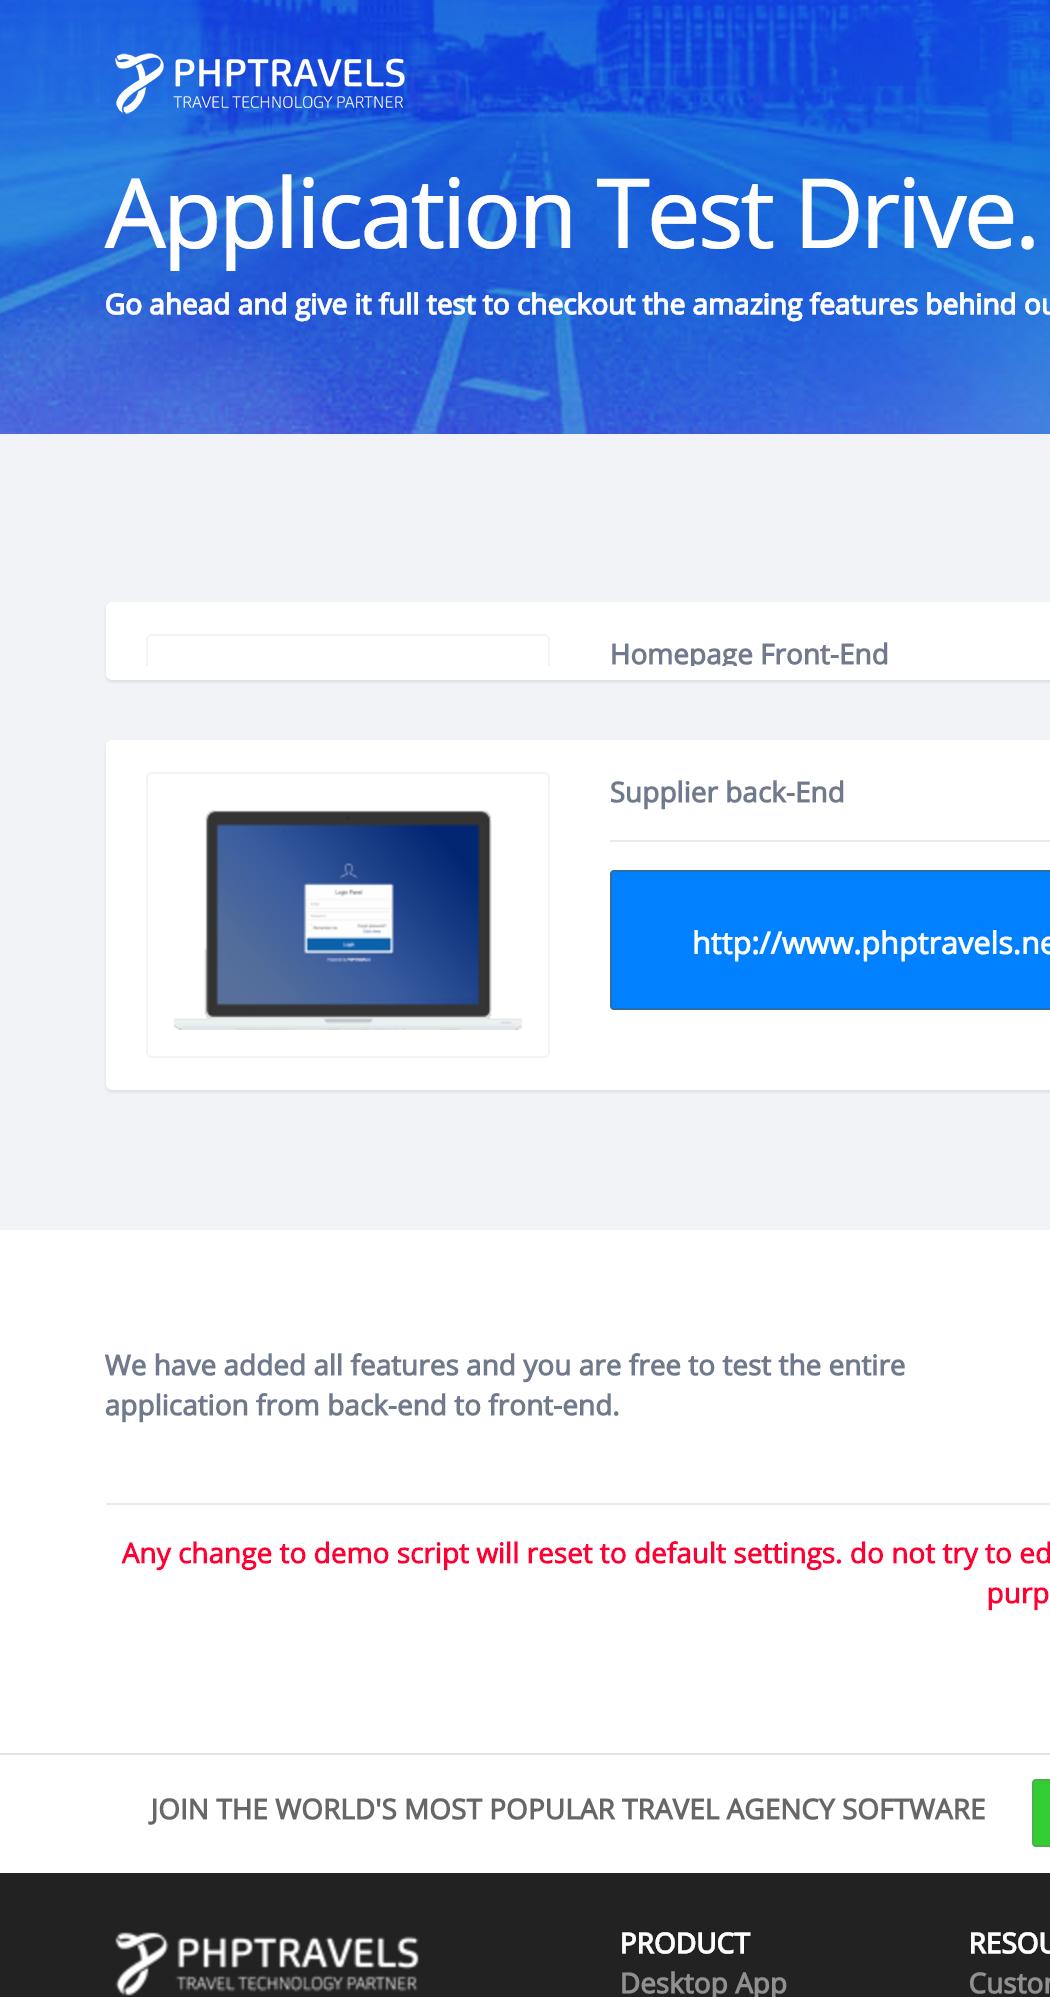 PHPTRAVELS
TRAVEL TECHNOLOGY PARTNER
Application Test Drive.
Go ahead and give it full test to checkout the amazing features behind
Homepage Front-End
Supplier back-End
Login Panel
Login
http://www.phptravels.ne
We have added all features and you are free to test the entire
application from back-end to front-end.
Any change to demo script will reset to default settings. do not try to ed
purp
JOIN THE WORLD'S MOST POPULAR TRAVEL AGENCY SOFTWARE
PHPTRAVELS
TRAVEL TECHNOLOGY PARTNER
PRODUCT
Desktop App
RESOU
Custom